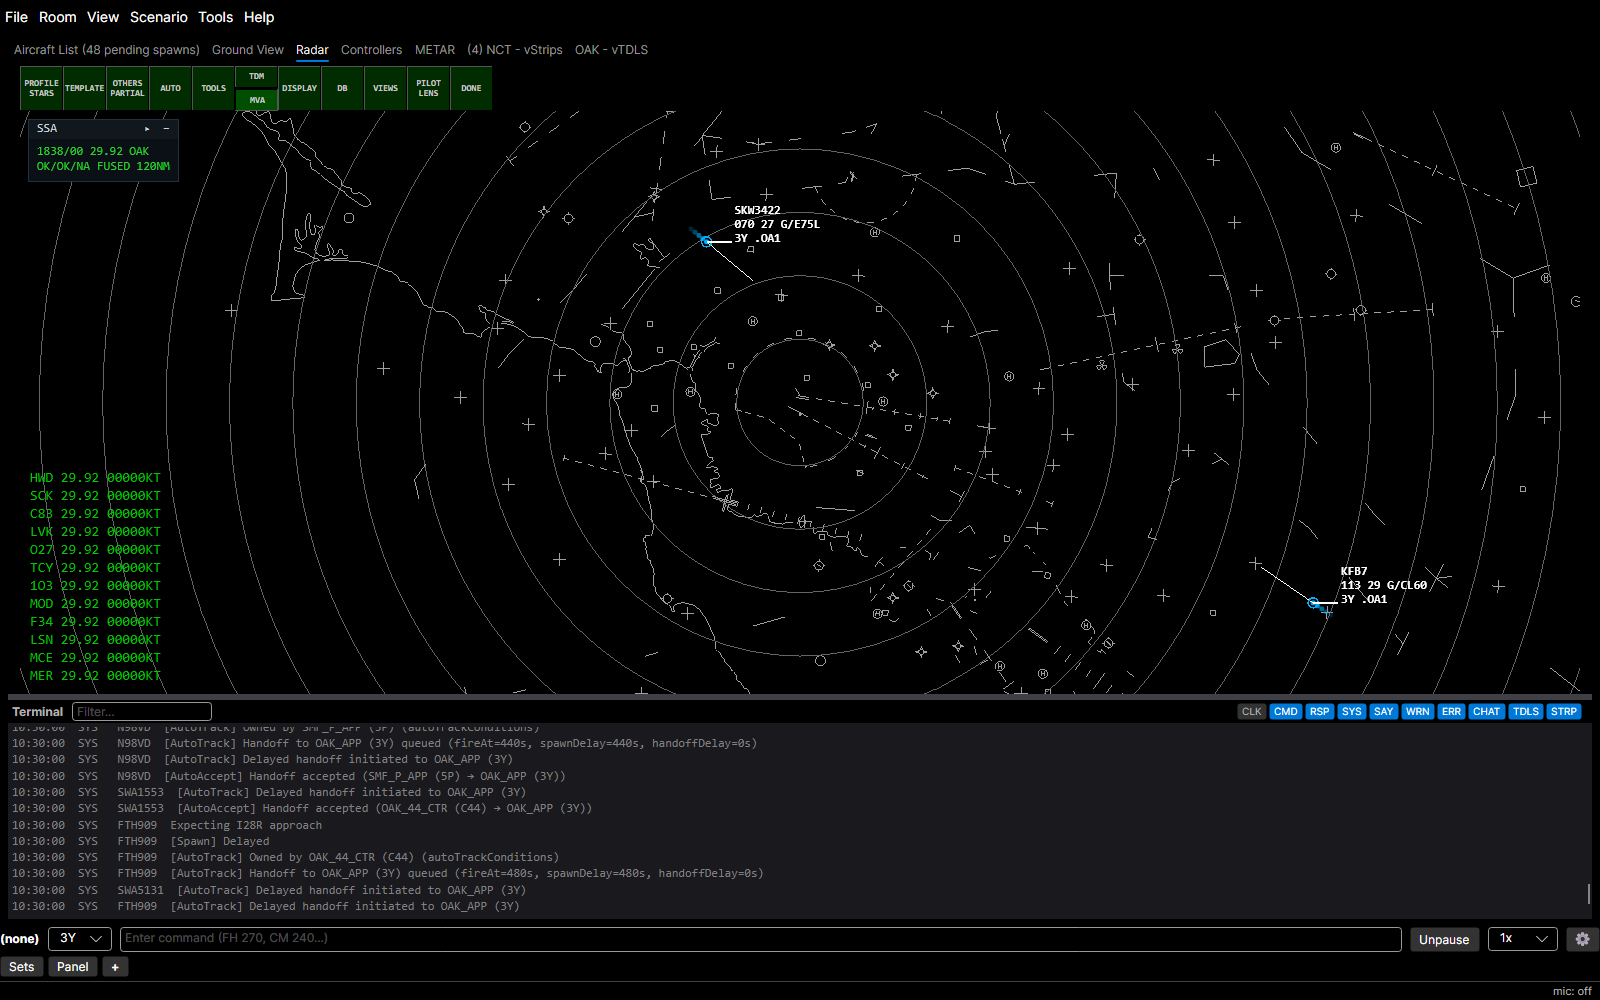 File Room View Scenario Tools Help
Aircraft List (48 pending spawns) Ground View Radar Controllers METAR (4) NCT - vStrips OAK - vTDLS
PROFILE STARS TEMPLATE OTHERS PARTIAL AUTO TOOLS TDM MVA DISPLAY DB VIEWS PILOT LENS DONE
SSA
1838/00 29.92 OAK
OK/OK/NA FUSED 120NM
SKW3422
070 27 G/E75L
3Y .OA1
HWD 29.92 00000KT
SCK 29.92 00000KT
C83 29.92 00000KT
LVK 29.92 00000KT
O27 29.92 00000KT
TCY 29.92 00000KT
1O3 29.92 00000KT
MOD 29.92 00000KT
F34 29.92 00000KT
LSN 29.92 00000KT
MCE 29.92 00000KT
MER 29.92 00000KT
KFB7
113 29 G/CL60
3Y .OA1
Terminal Filter... CLK CMD RSP SYS SAY WRN ERR CHAT TDLS STRP
10:30:00 SYS N98VD [AutoTrack] Owned by SMF_P_APP (5P) (autoTrackConditions)
10:30:00 SYS N98VD [AutoTrack] Handoff to OAK_APP (3Y) queued (fireAt=440s, spawnDelay=440s, handoffDelay=0s)
10:30:00 SYS N98VD [AutoTrack] Delayed handoff initiated to OAK_APP (3Y)
10:30:00 SYS N98VD [AutoAccept] Handoff accepted (SMF_P_APP (5P) → OAK_APP (3Y))
10:30:00 SYS SWA1553 [AutoTrack] Delayed handoff initiated to OAK_APP (3Y)
10:30:00 SYS SWA1553 [AutoAccept] Handoff accepted (OAK_44_CTR (C44) → OAK_APP (3Y))
10:30:00 SYS FTH909 Expecting I28R approach
10:30:00 SYS FTH909 [Spawn] Delayed
10:30:00 SYS FTH909 [AutoTrack] Owned by OAK_44_CTR (C44) (autoTrackConditions)
10:30:00 SYS FTH909 [AutoTrack] Handoff to OAK_APP (3Y) queued (fireAt=480s, spawnDelay=480s, handoffDelay=0s)
10:30:00 SYS SWA5131 [AutoTrack] Delayed handoff initiated to OAK_APP (3Y)
10:30:00 SYS FTH909 [AutoTrack] Delayed handoff initiated to OAK_APP (3Y)
(none) 3Y Enter command (FH 270, CM 240...) Unpause 1x
Sets Panel +
mic: off